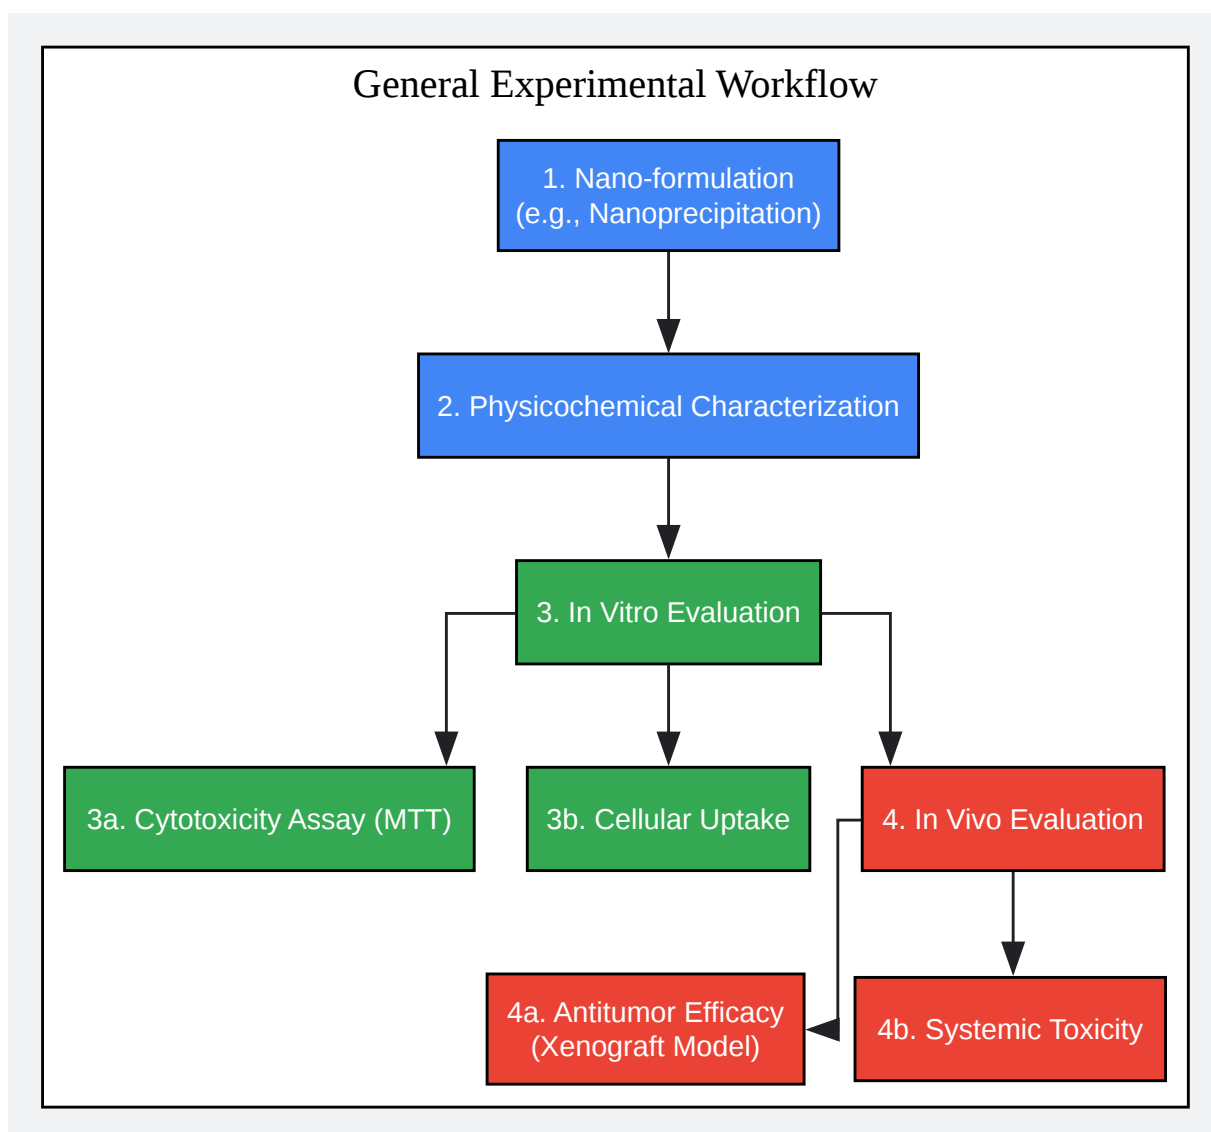 General Experimental Workflow
1. Nano-formulation
(e.g., Nanoprecipitation)
2. Physicochemical Characterization
3. In Vitro Evaluation
3a. Cytotoxicity Assay (MTT)
3b. Cellular Uptake
4. In Vivo Evaluation
4a. Antitumor Efficacy
(Xenograft Model)
4b. Systemic Toxicity